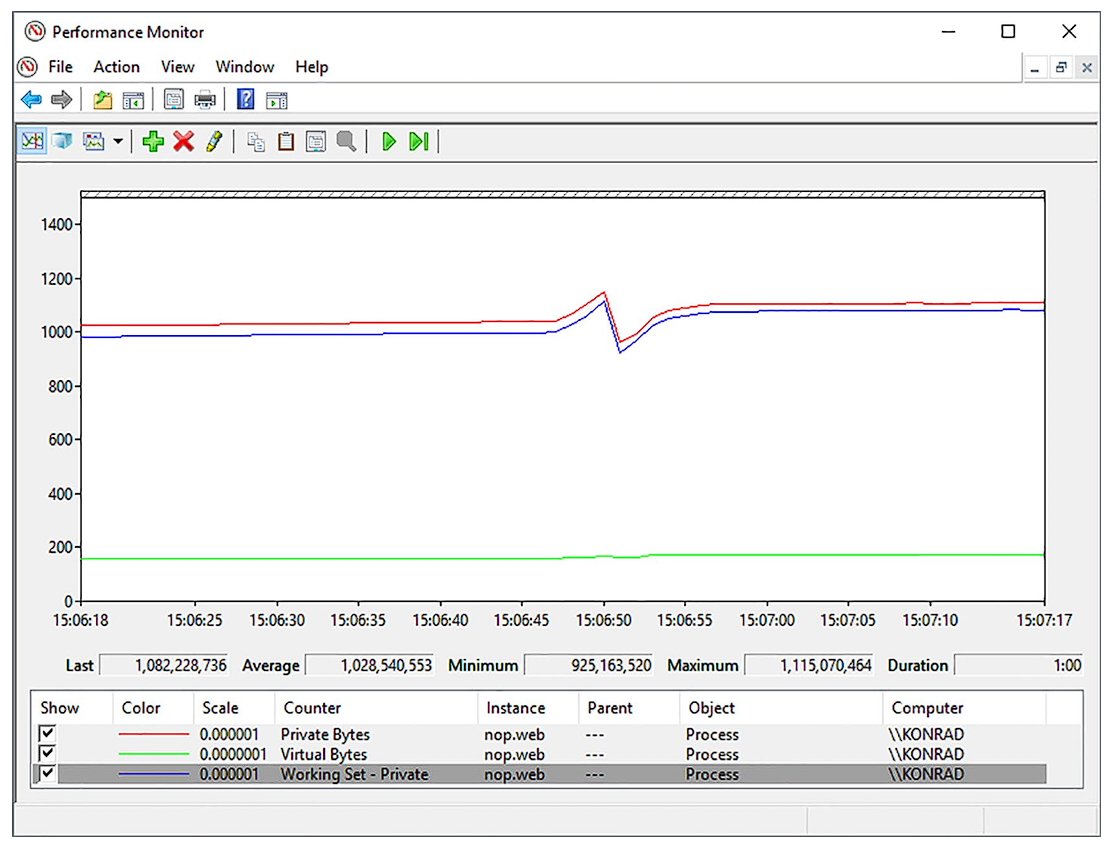 Performance Monitor
File Action View Window Help
1400
1200
1000
800
600
400
200
0
15:06:18 15:06:25 15:06:30 15:06:35 15:06:40 15:06:45 15:06:50 15:06:55 15:07:00 15:07:05 15:07:10 15:07:17
Last 1,082,228,736 Average 1,028,540,553 Minimum 925,163,520 Maximum 1,115,070,464 Duration 1:00
Show Color Scale Counter Instance Parent Object Computer
0.000001 Private Bytes nop.web --- Process \\KONRAD
0.0000001 Virtual Bytes nop.web --- Process \\KONRAD
0.000001 Working Set - Private nop.web --- Process \\KONRAD